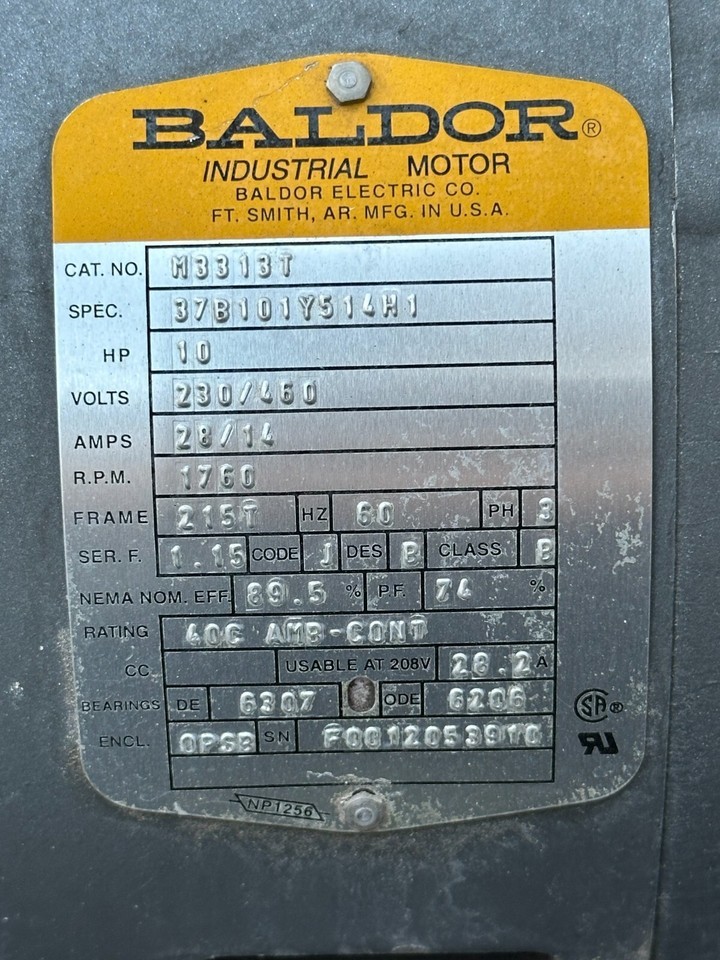 BALDOR®
INDUSTRIAL MOTOR
BALDOR ELECTRIC CO.
FT. SMITH, AR. MFG. IN U.S.A.
CAT. NO. M3313T
SPEC. 37B101Y514H1
HP 10
VOLTS 230/460
AMPS 28/14
R.P.M. 1760
FRAME 215T HZ 60 PH 3
SER. F. 1.15 CODE J DES B CLASS B
NEMA NOM. EFF. 89.5 % P.F. 74 %
RATING 40C AMB-CONT
CC USABLE AT 208V 28.2 A
BEARINGS DE 6307 ODE 6206
ENCL. OPSB SN
NP1256
SA®
RU